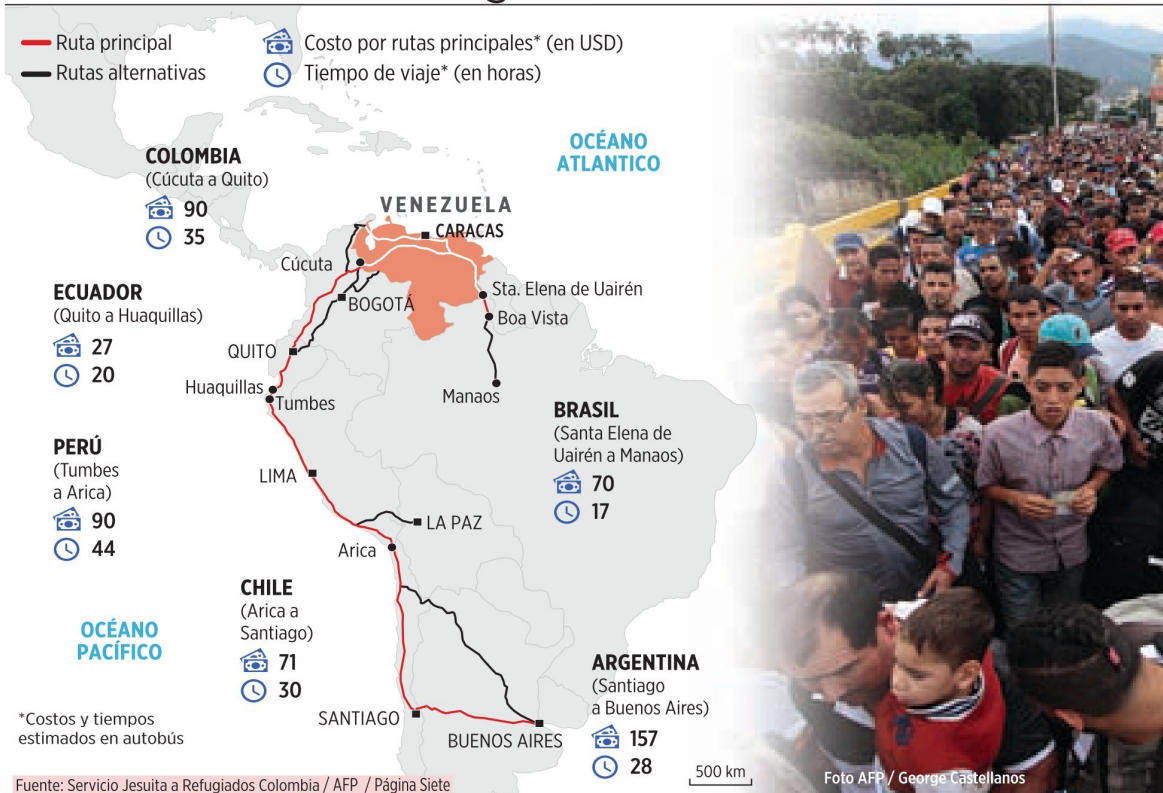 Ruta principal
Rutas alternativas
Costo por rutas principales* (en USD)
Tiempo de viaje* (en horas)
OCÉANO
ATLANTICO
COLOMBIA
(Cúcuta a Quito)
90
35
VENEZUELA
CARACAS
Cúcuta
BOGOTÁ
Sta. Elena de Uairén
Boa Vista
ECUADOR
(Quito a Huaquillas)
27
20
QUITO
Huaquillas
Tumbes
Manaos
BRASIL
(Santa Elena de
Uairén a Manaos)
70
17
PERÚ
(Tumbes
a Arica)
90
44
LIMA
LA PAZ
Arica
CHILE
(Arica a
Santiago)
71
30
OCÉANO
PACÍFICO
ARGENTINA
(Santiago
a Buenos Aires)
157
28
SANTIAGO
BUENOS AIRES
*Costos y tiempos
estimados en autobús
500 km
Fuente: Servicio Jesuita a Refugiados Colombia / AFP / Página Siete
Foto AFP / George Castellanos